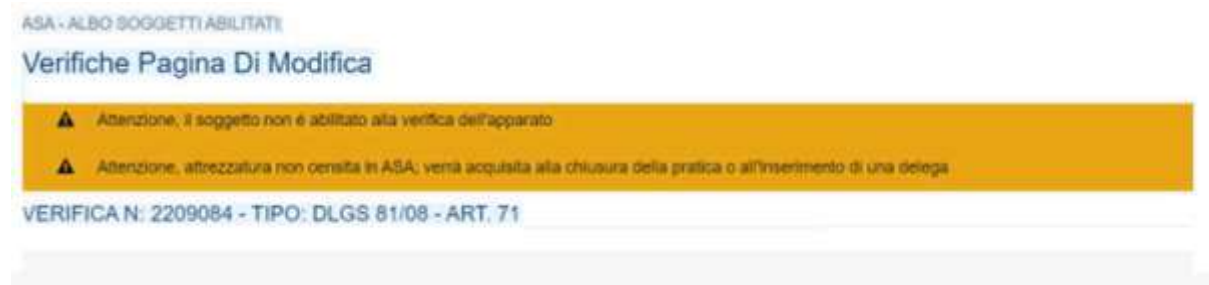 ASA - ALBO SOGGETTI ABILITATI
Verifiche Pagina Di Modifica
Attenzione, il soggetto non è abilitato alla verifica dell'apparato
Attenzione, attrezzatura non censita in ASA; verrà acquisita alla chiusura della pratica o all'inserimento di una delega
VERIFICA N: 2209084 - TIPO: DLGS 81/08 - ART. 71